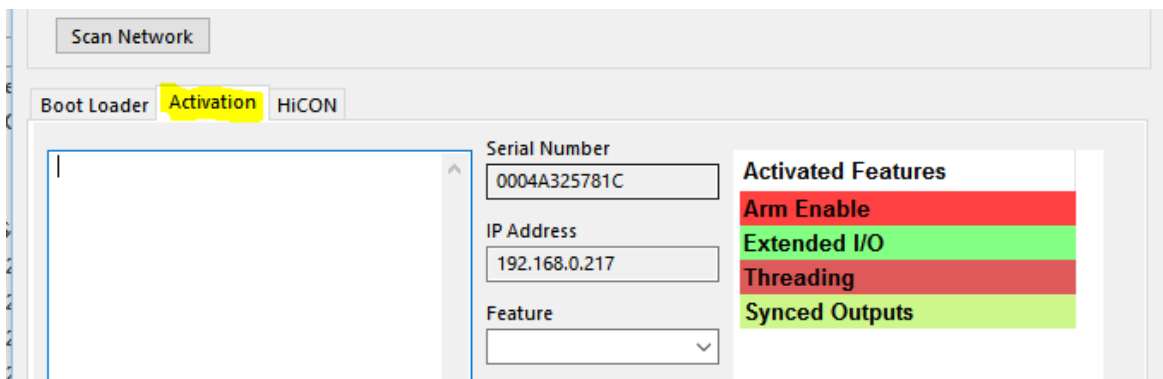 Scan Network
Boot Loader Activation HiCON
Serial Number
0004A325781C
IP Address
192.168.0.217
Feature
Activated Features
Arm Enable
Extended I/O
Threading
Synced Outputs